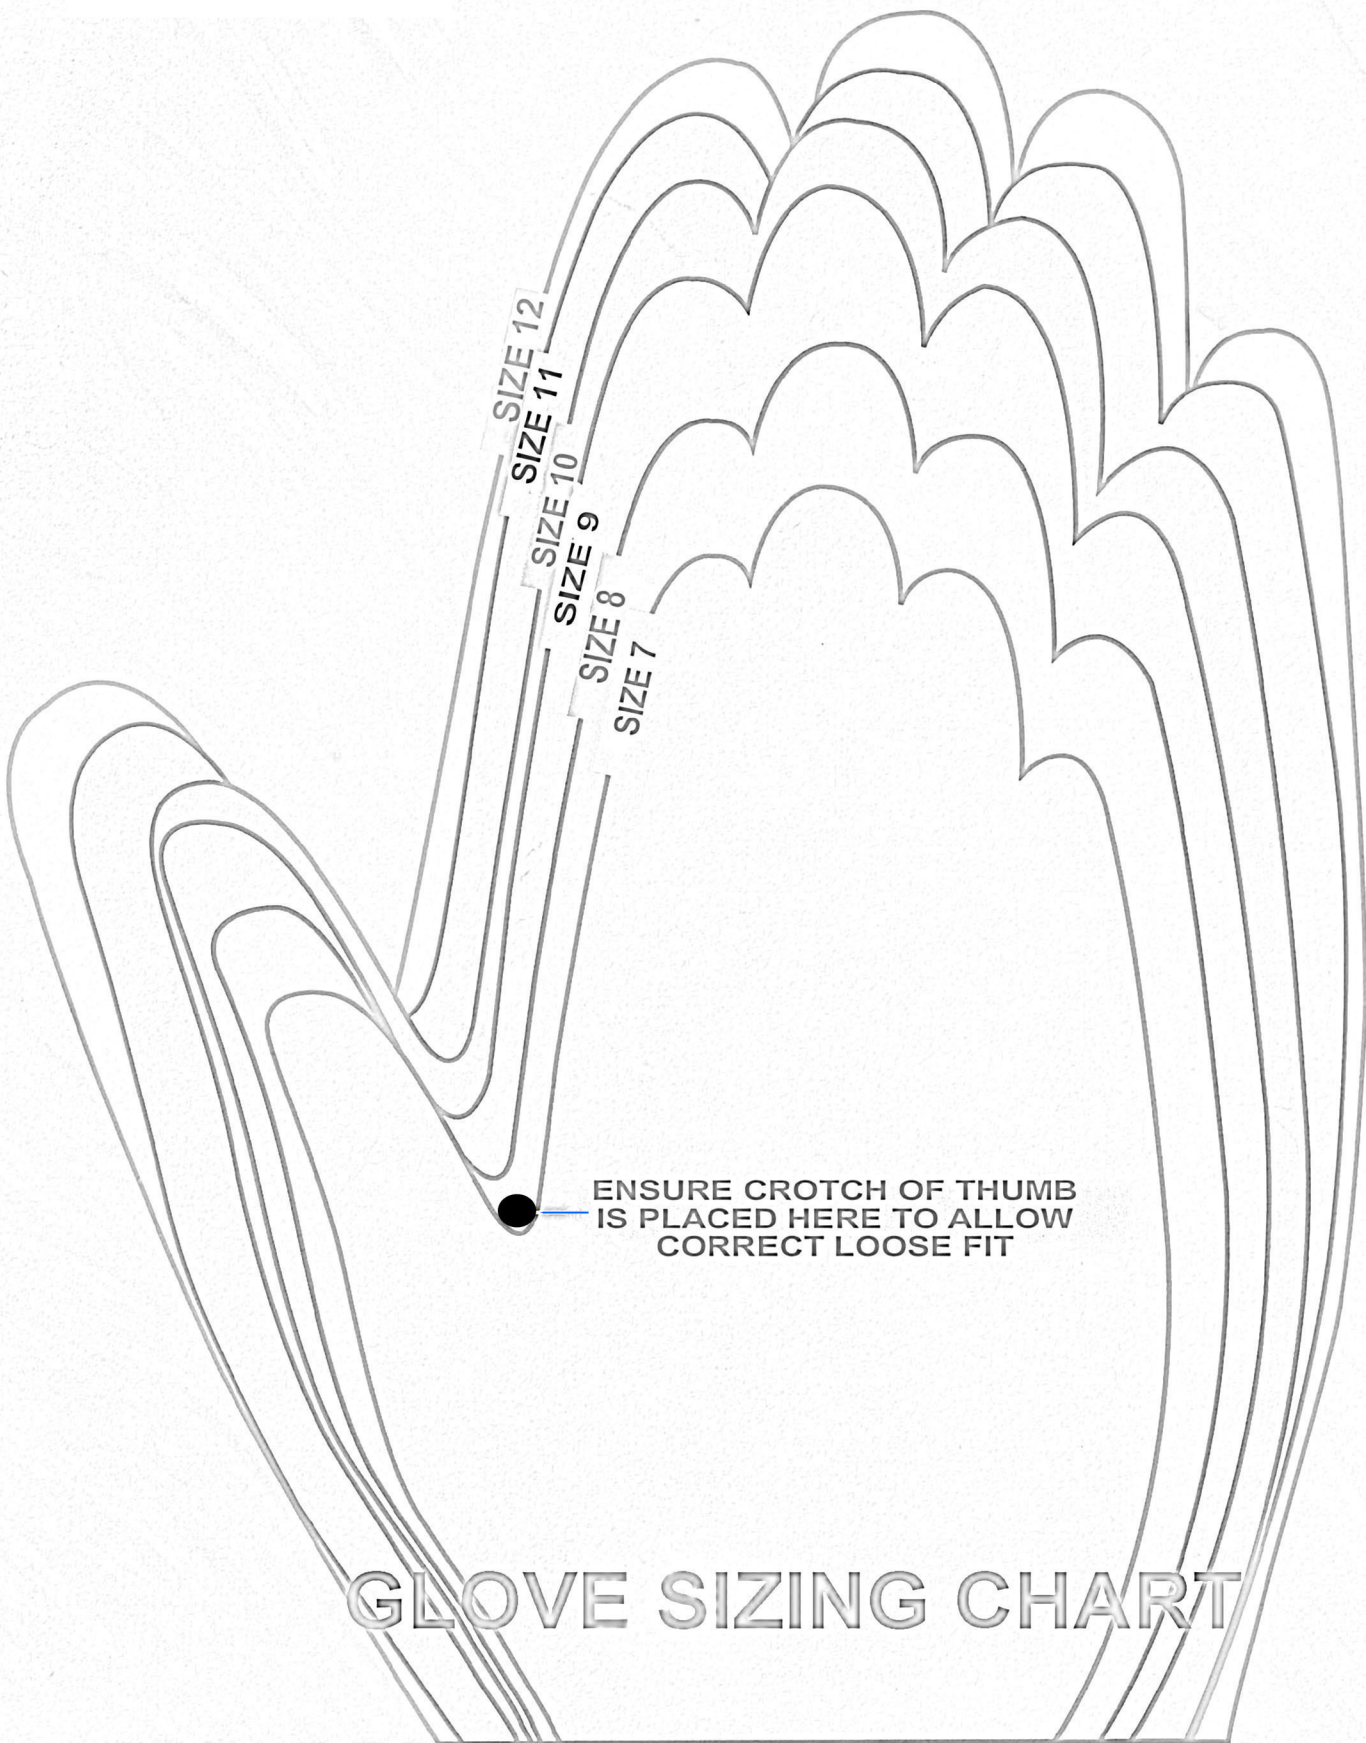 SIZE 12
SIZE 11
SIZE 10
SIZE 9
SIZE 8
SIZE 7
ENSURE CROTCH OF THUMB
IS PLACED HERE TO ALLOW
CORRECT LOOSE FIT
GLOVE SIZING CHART